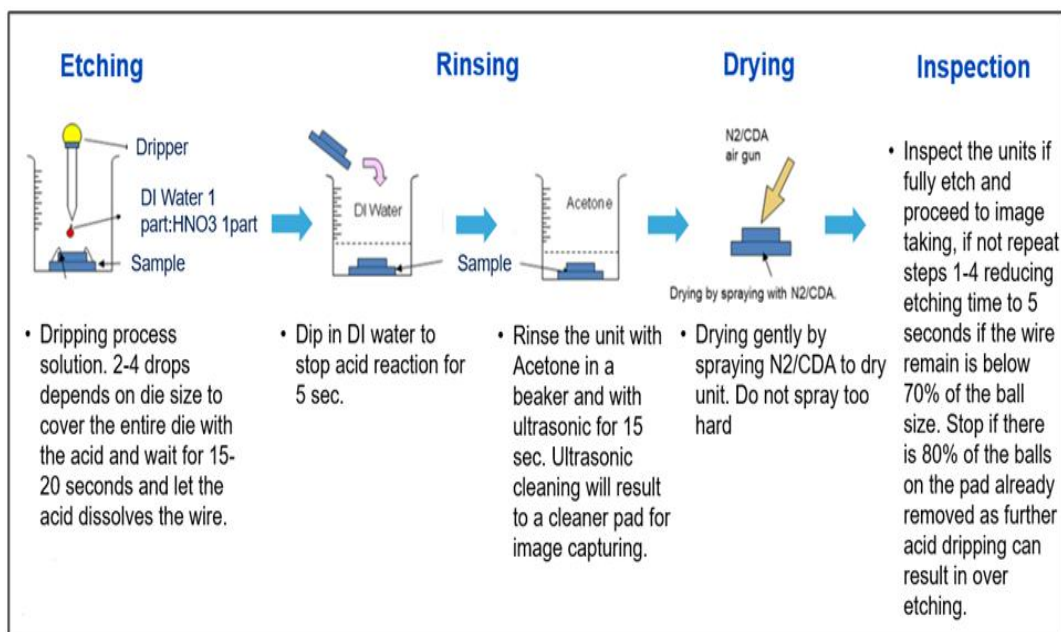 Etching
Rinsing
Drying
Inspection
Dripper
DI Water 1
part:HNO3 1part
Sample
DI Water
Acetone
Sample
N2/CDA
air gun
Drying by spraying with N2/CDA.
• Dripping process
solution. 2-4 drops
depends on die size to
cover the entire die with
the acid and wait for 15-
20 seconds and let the
acid dissolves the wire.
• Dip in DI water to
stop acid reaction for
5 sec.
• Rinse the unit with
Acetone in a
beaker and with
ultrasonic for 15
sec. Ultrasonic
cleaning will result
to a cleaner pad for
image capturing.
• Drying gently by
spraying N2/CDA to dry
unit. Do not spray too
hard
• Inspect the units if
fully etch and
proceed to image
taking, if not repeat
steps 1-4 reducing
etching time to 5
seconds if the wire
remain is below
70% of the ball
size. Stop if there
is 80% of the balls
on the pad already
removed as further
acid dripping can
result in over
etching.